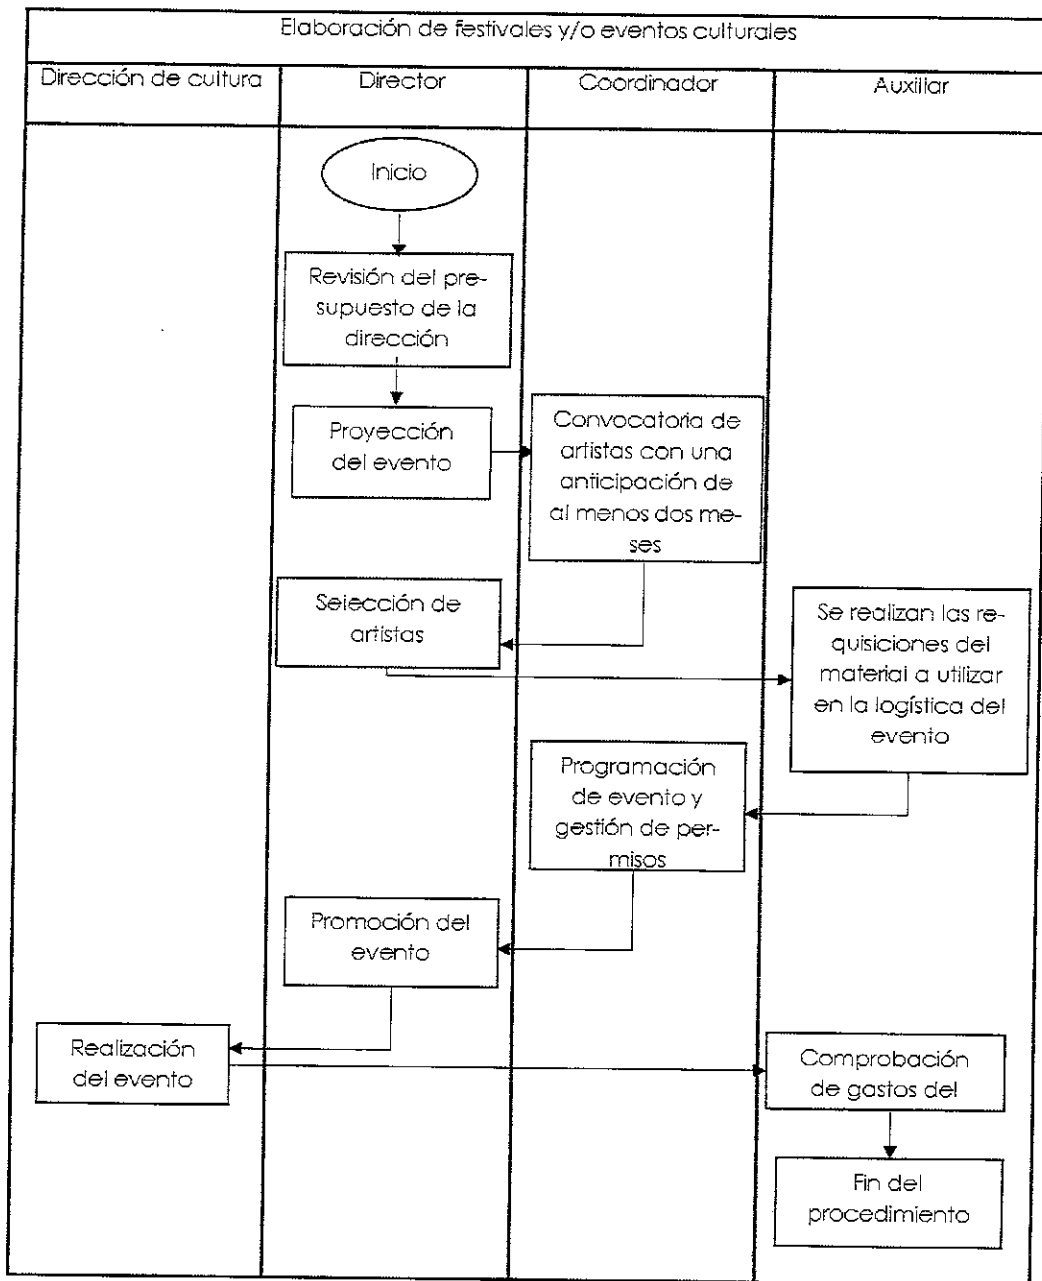 Elaboración de festivales y/o eventos culturales
Dirección de cultura
Director
Coordinador
Auxiliar
Inicio
Revisión del pre-
supuesto de la
dirección
Proyección
del evento
Convocatoria de
artistas con una
anticipación de
al menos dos me-
ses
Selección de
artistas
Se realizan las re-
quisiciones del
material a utilizar
en la logística del
evento
Programación
de evento y
gestión de per-
misos
Promoción del
evento
Realización
del evento
Comprobación
de gastos del
Fin del
procedimiento